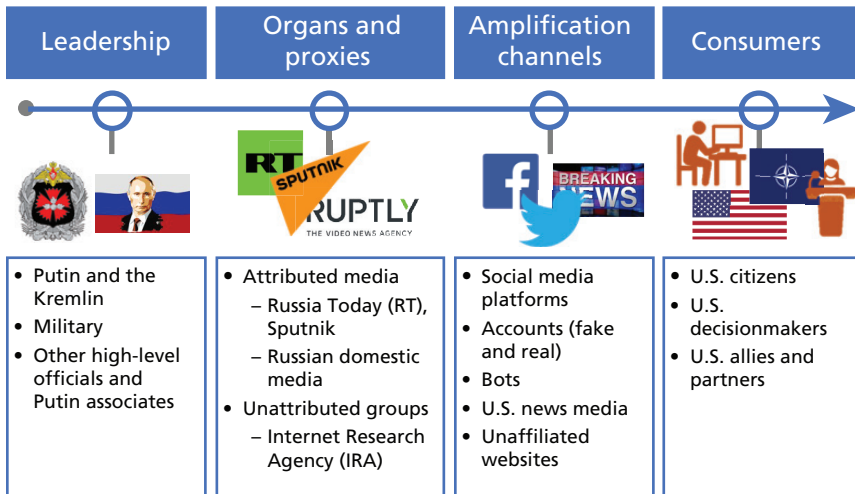 Leadership
Organs and
proxies
Amplification
channels
Consumers
RT
SPUTNIK
RUPTLY
THE VIDEO NEWS AGENCY
f
BREAKING
NEWS
• Putin and the
Kremlin
• Military
• Other high-level
officials and
Putin associates
• Attributed media
– Russia Today (RT),
Sputnik
– Russian domestic
media
• Unattributed groups
– Internet Research
Agency (IRA)
• Social media
platforms
• Accounts (fake
and real)
• Bots
• U.S. news media
• Unaffiliated
websites
• U.S. citizens
• U.S.
decisionmakers
• U.S. allies and
partners